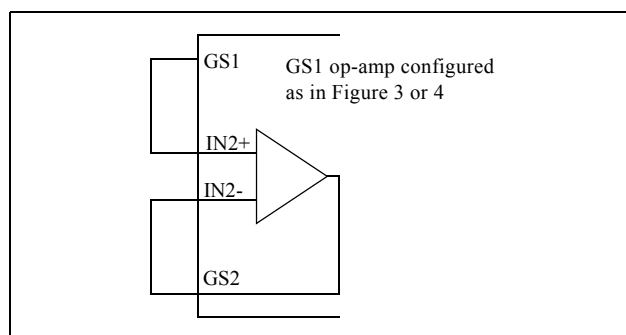 GS1
GS1 op-amp configured
as in Figure 3 or 4
IN2+
IN2-
GS2